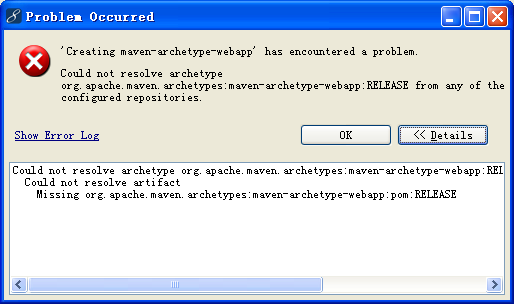 Problem Occurred
'Creating maven-archetype-webapp' has encountered a problem.
Could not resolve archetype
org.apache.maven.archetypes:maven-archetype-webapp:RELEASE from any of the
configured repositories.
Show Error Log
OK
<< Details
Could not resolve archetype org.apache.maven.archetypes:maven-archetype-webapp:REL
Could not resolve artifact
Missing org.apache.maven.archetypes:maven-archetype-webapp:pom:RELEASE